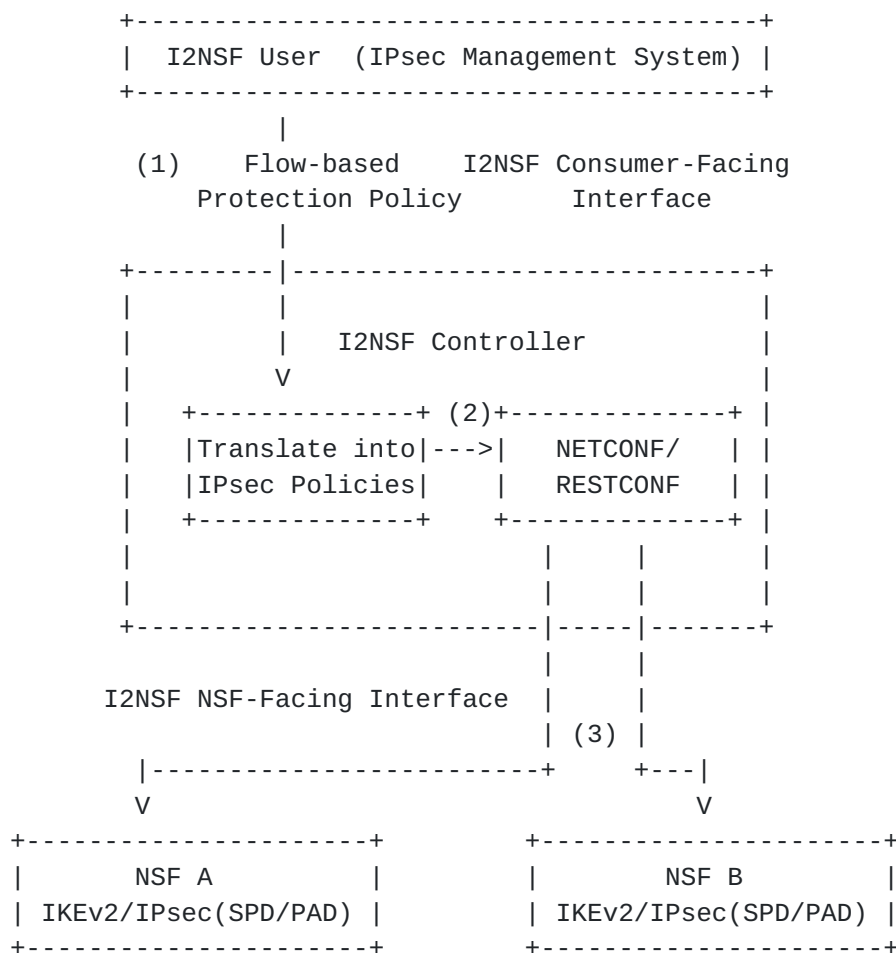 I2NSF User (IPsec Management System)
(1) Flow-based I2NSF Consumer-Facing
Protection Policy Interface
I2NSF Controller
V
(2)
Translate into ---> NETCONF/
IPsec Policies RESTCONF
I2NSF NSF-Facing Interface
(3)
V V
NSF A NSF B
IKEv2/IPsec(SPD/PAD) IKEv2/IPsec(SPD/PAD)